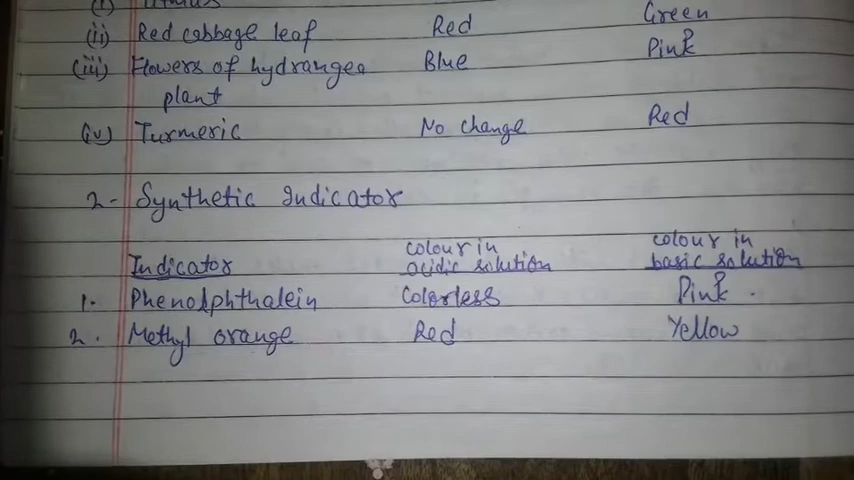 (i)
(ii) Red cabbage leaf Red Green
(iii) Flowers of hydrangea Blue Pink
plant
(iv) Turmeric No change Red
2- Synthetic Indicator
Indicator colour in acidic solution colour in basic solution
1. Phenolphthalein Colorless Pink.
2. Methyl orange Red Yellow